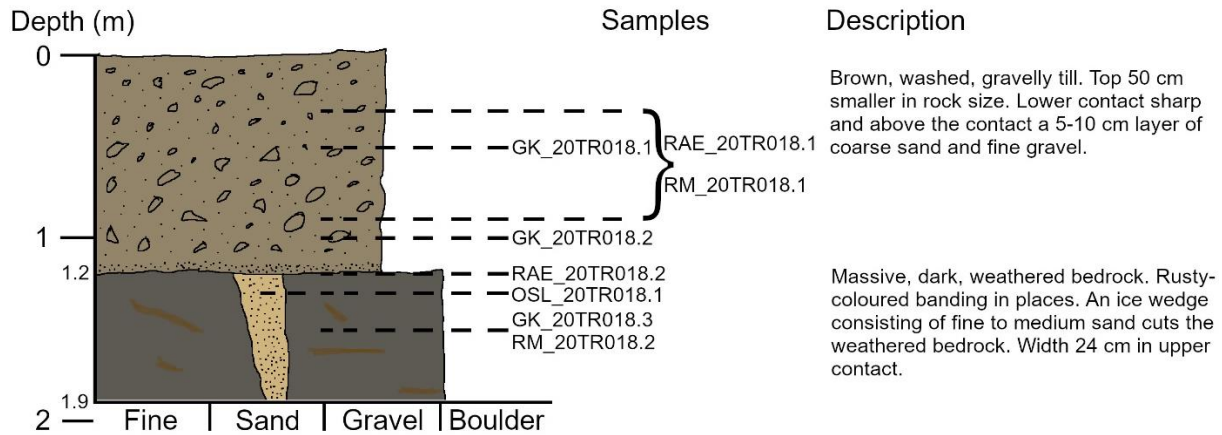 Depth (m)
Samples
Description
0
Brown, washed, gravelly till. Top 50 cm
smaller in rock size. Lower contact sharp
and above the contact a 5-10 cm layer of
coarse sand and fine gravel.
GK_20TR018.1
RAE_20TR018.1
RM_20TR018.1
1
GK_20TR018.2
1.2
RAE_20TR018.2
OSL_20TR018.1
GK_20TR018.3
RM_20TR018.2
Massive, dark, weathered bedrock. Rusty-
coloured banding in places. An ice wedge
consisting of fine to medium sand cuts the
weathered bedrock. Width 24 cm in upper
contact.
1.9
2
Fine Sand Gravel Boulder